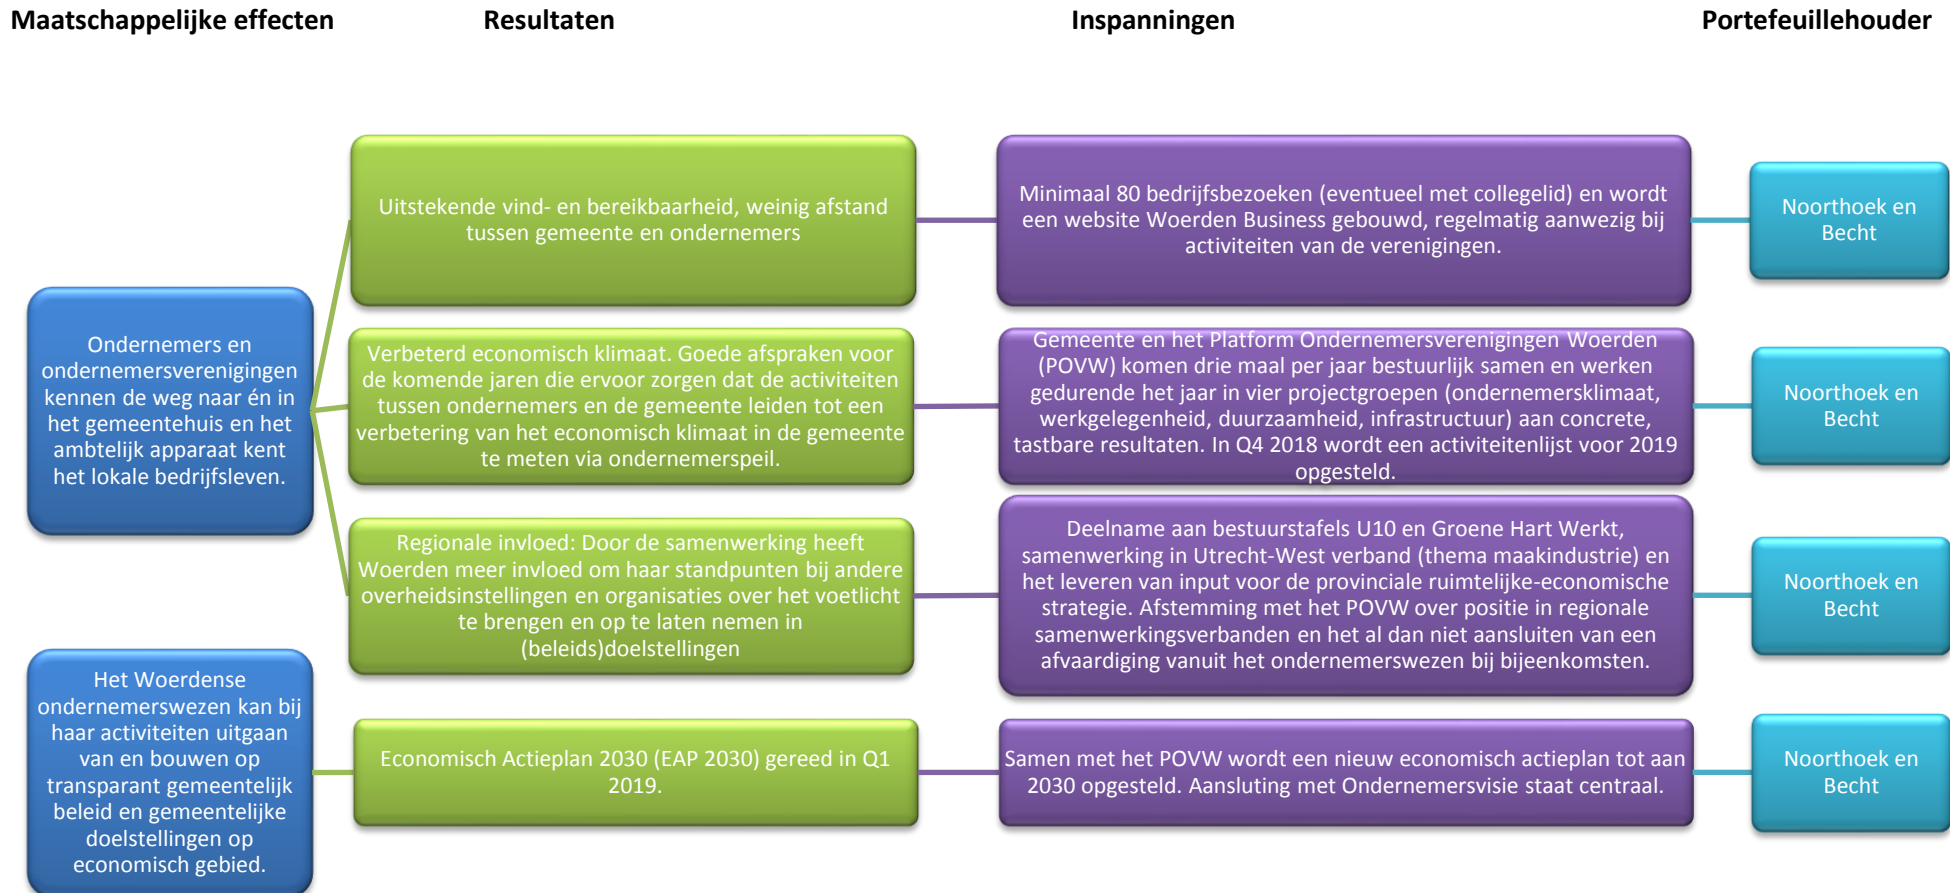 Maatschappelijke effecten
Resultaten
Inspanningen
Portefeuillehouder
Ondernemers en
ondernemersverenigingen
kennen de weg naar én in
het gemeentehuis en het
ambtelijk apparaat kent
het lokale bedrijfsleven.
Uitstekende vind- en bereikbaarheid, weinig afstand
tussen gemeente en ondernemers
Minimaal 80 bedrijfsbezoeken (eventueel met collegelid) en wordt
een website Woerden Business gebouwd, regelmatig aanwezig bij
activiteiten van de verenigingen.
Noorthoek en
Becht
Verbeterd economisch klimaat. Goede afspraken voor
de komende jaren die ervoor zorgen dat de activiteiten
tussen ondernemers en de gemeente leiden tot een
verbetering van het economisch klimaat in de gemeente
te meten via ondernemerspeil.
Gemeente en het Platform Ondernemersverenigingen Woerden
(POVW) komen drie maal per jaar bestuurlijk samen en werken
gedurende het jaar in vier projectgroepen (ondernemersklimaat,
werkgelegenheid, duurzaamheid, infrastructuur) aan concrete,
tastbare resultaten. In Q4 2018 wordt een activiteitenlijst voor 2019
opgesteld.
Noorthoek en
Becht
Regionale invloed: Door de samenwerking heeft
Woerden meer invloed om haar standpunten bij andere
overheidsinstellingen en organisaties over het voetlicht
te brengen en op te laten nemen in
(beleids)doelstellingen
Deelname aan bestuurstafels U10 en Groene Hart Werkt,
samenwerking in Utrecht-West verband (thema maakindustrie) en
het leveren van input voor de provinciale ruimtelijke-economische
strategie. Afstemming met het POVW over positie in regionale
samenwerkingsverbanden en het al dan niet aansluiten van een
afvaardiging vanuit het ondernemerswezen bij bijeenkomsten.
Noorthoek en
Becht
Het Woerdense
ondernemerswezen kan bij
haar activiteiten uitgaan
van en bouwen op
transparant gemeentelijk
beleid en gemeentelijke
doelstellingen op
economisch gebied.
Economisch Actieplan 2030 (EAP 2030) gereed in Q1
2019.
Samen met het POVW wordt een nieuw economisch actieplan tot aan
2030 opgesteld. Aansluting met Ondernemersvisie staat centraal.
Noorthoek en
Becht